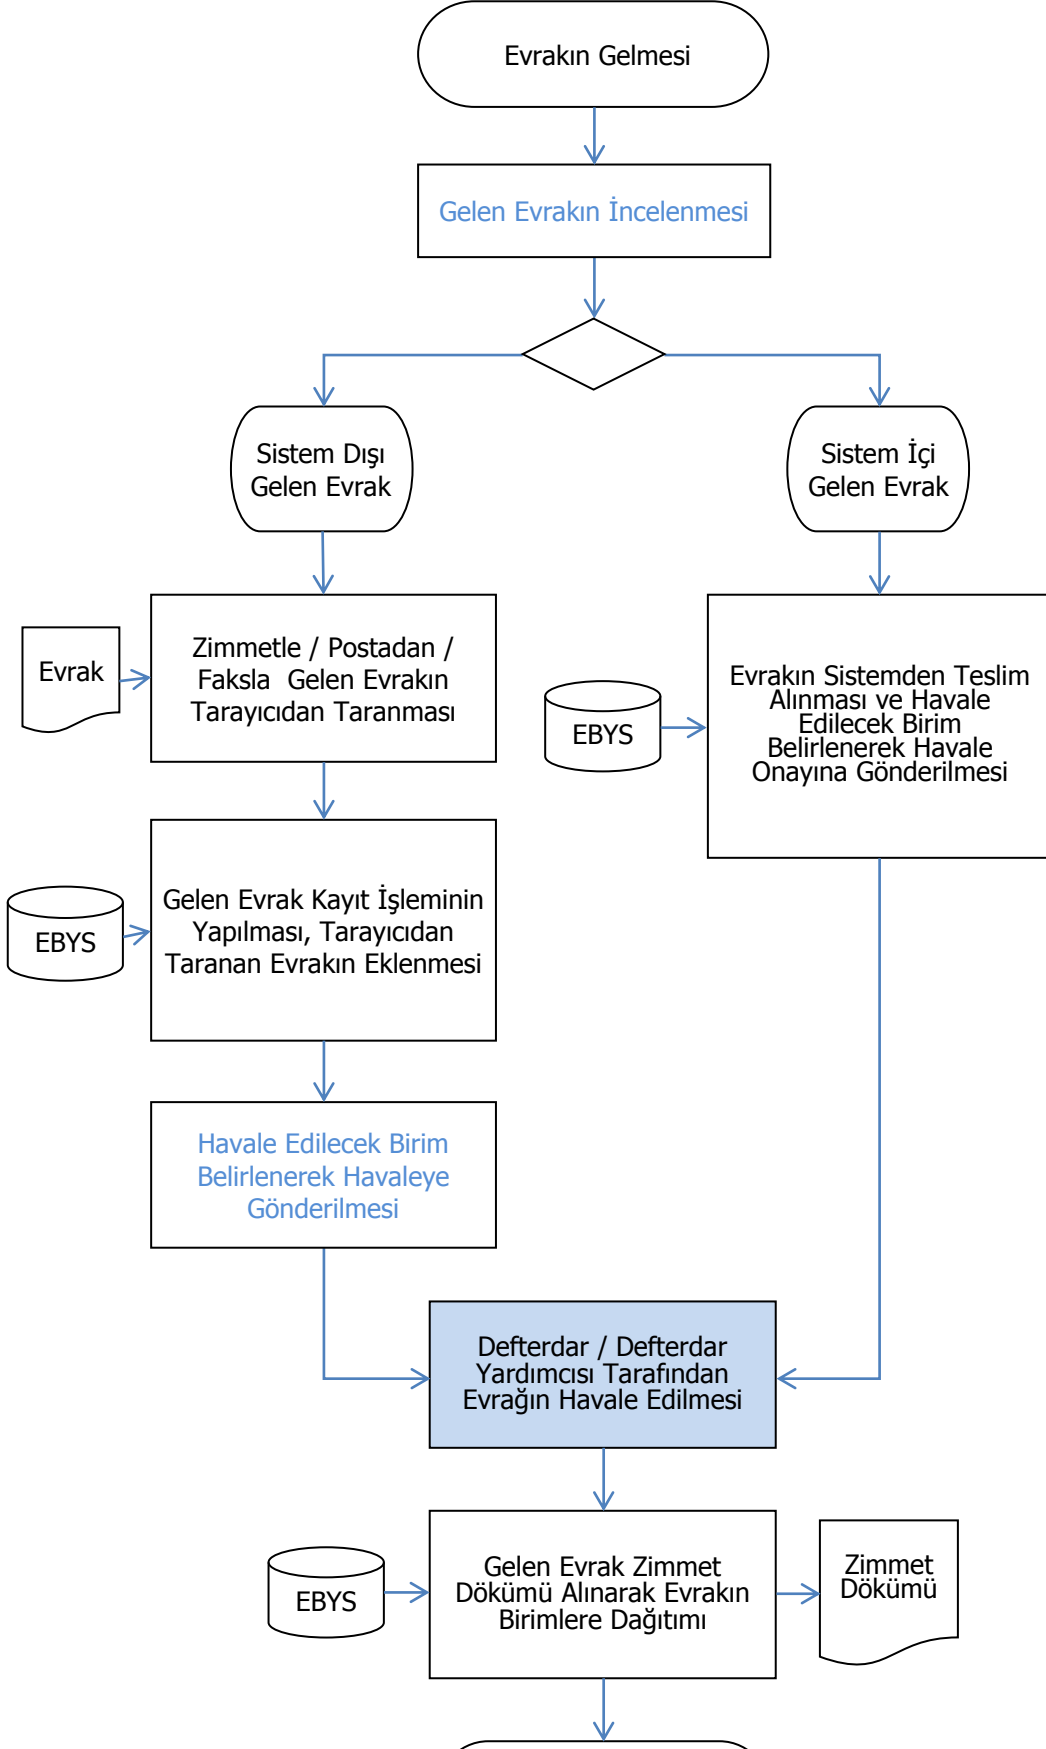 Evrakın Gelmesi
Gelen Evrakın İncelenmesi
Sistem Dışı
Gelen Evrak
Sistem İçi
Gelen Evrak
Evrak
Zimmetle / Postadan /
Faksla  Gelen Evrakın
Tarayıcıdan Taranması
EBYS
Evrakın Sistemden Teslim
Alınması ve Havale
Edilecek Birim
Belirlenerek Havale
Onayına Gönderilmesi
EBYS
Gelen Evrak Kayıt İşleminin
Yapılması, Tarayıcıdan
Taranan Evrakın Eklenmesi
Havale Edilecek Birim
Belirlenerek Havaleye
Gönderilmesi
Defterdar / Defterdar
Yardımcısı Tarafından
Evrağın Havale Edilmesi
EBYS
Gelen Evrak Zimmet
Dökümü Alınarak Evrakın
Birimlere Dağıtımı
Zimmet
Dökümü